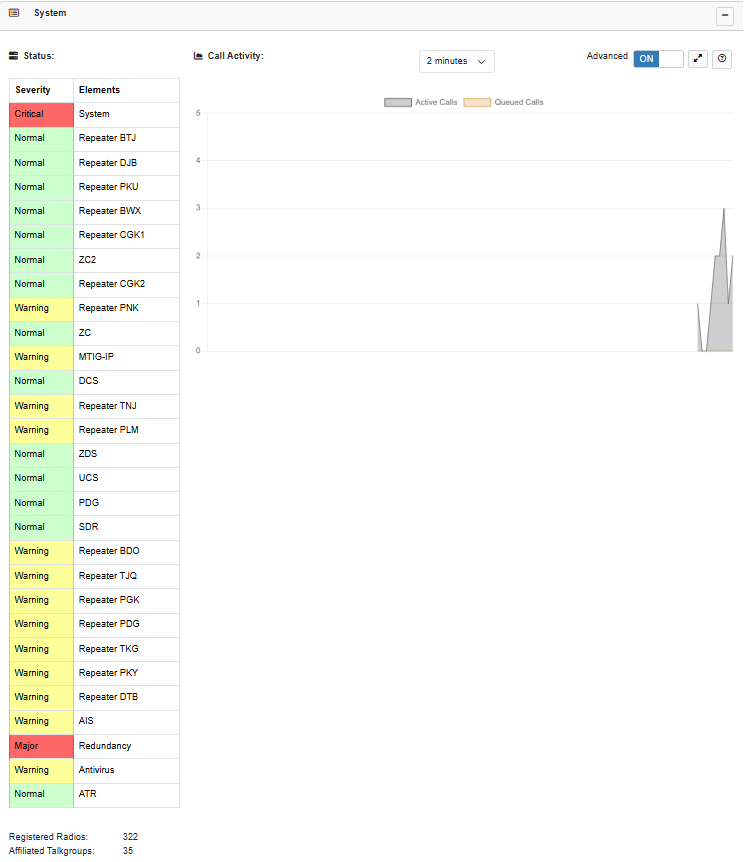 System
Status:
Call Activity:
2 minutes
Advanced ON
Severity Elements
Critical System
Normal Repeater BTJ
Normal Repeater DJB
Normal Repeater PKU
Normal Repeater BWX
Normal Repeater CGK1
Normal ZC2
Normal Repeater CGK2
Warning Repeater PNK
Normal ZC
Warning MTIG-IP
Normal DCS
Warning Repeater TNJ
Warning Repeater PLM
Normal ZDS
Normal UCS
Normal PDG
Normal SDR
Warning Repeater BDO
Warning Repeater TJQ
Warning Repeater PGK
Warning Repeater PDG
Warning Repeater TKG
Warning Repeater PKY
Warning Repeater DTB
Warning AIS
Major Redundancy
Warning Antivirus
Normal ATR
Active Calls Queued Calls
5
4
3
2
1
0
Registered Radios: 322
Affiliated Talkgroups: 35